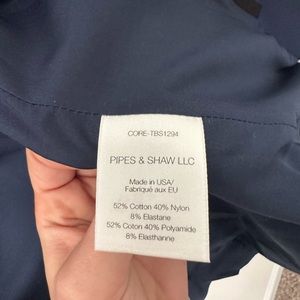 CORE-TBS1294
PIPES & SHAW LLC
Made in USA/
Fabriqué aux EU
52% Cotton 40% Nylon
8% Elastane
52% Coton 40% Polyamide
8% Elasthanne